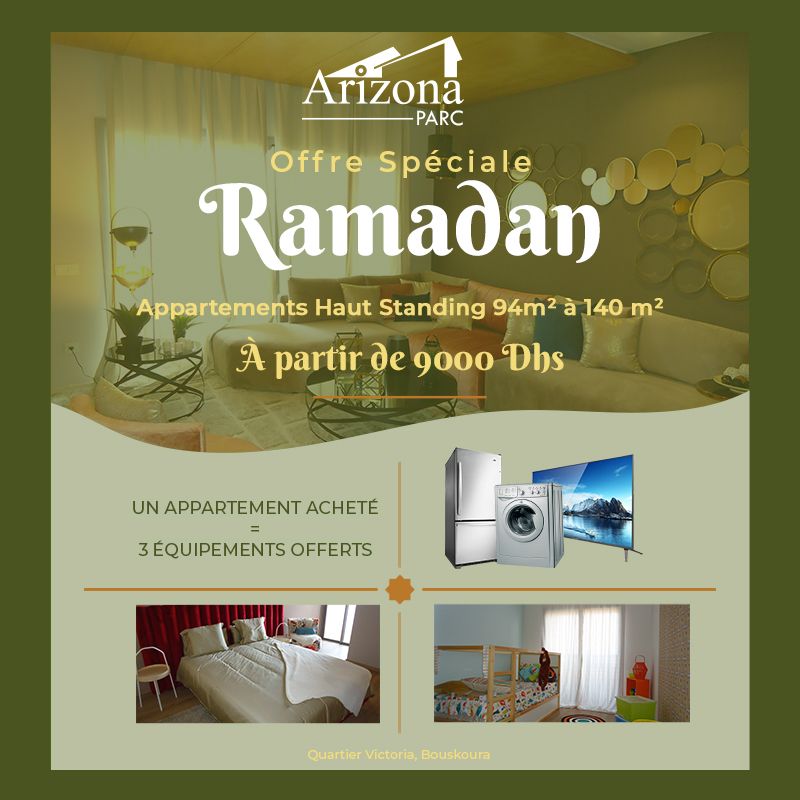 Arizona
PARC
Offre Spéciale
Ramadan
Appartements Haut Standing 94m² à 140 m²
À partir de 9000 Dhs
UN APPARTEMENT ACHETÉ
=
3 ÉQUIPEMENTS OFFERTS
Quartier Victoria, Bouskoura